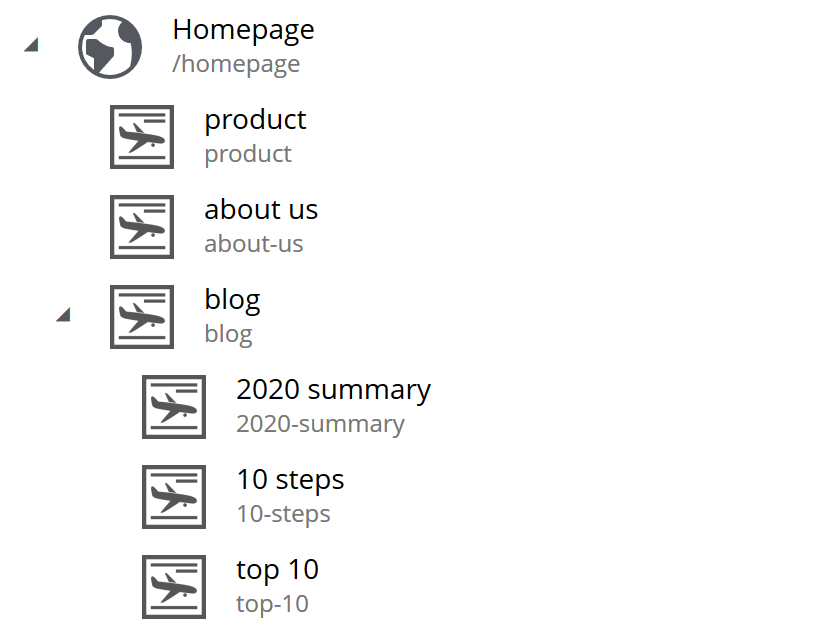 Homepage
/homepage
product
product
about us
about-us
blog
blog
2020 summary
2020-summary
10 steps
10-steps
top 10
top-10